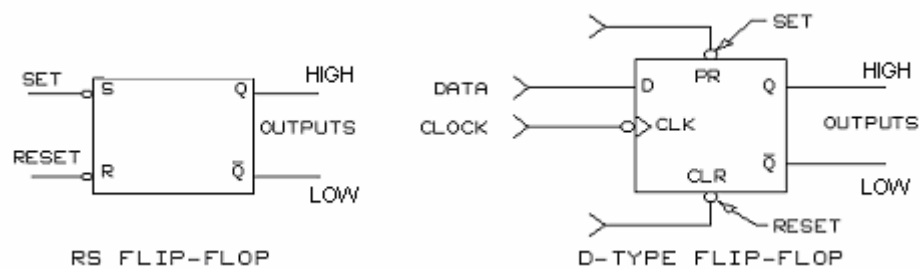 SET
S
Q
HIGH
OUTPUTS
RESET
R
Q̅
LOW
RS FLIP-FLOP
SET
PR
DATA
D
Q
HIGH
CLOCK
CLK
OUTPUTS
CLR
Q̅
LOW
RESET
D-TYPE FLIP-FLOP